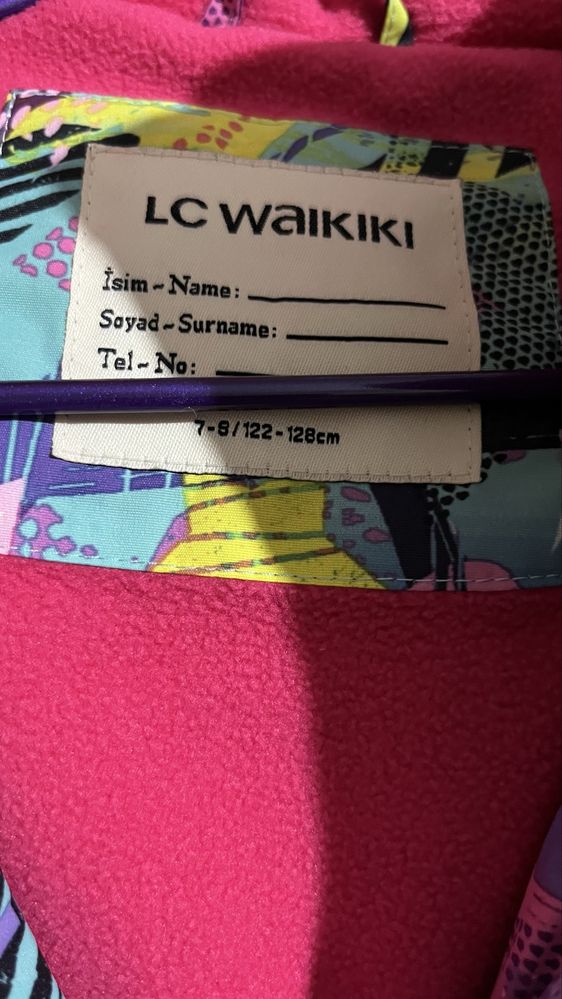 LC WAIKIKI
İsim~Name:
Soyad~Surname:
Tel~No:
7-8/122-128cm